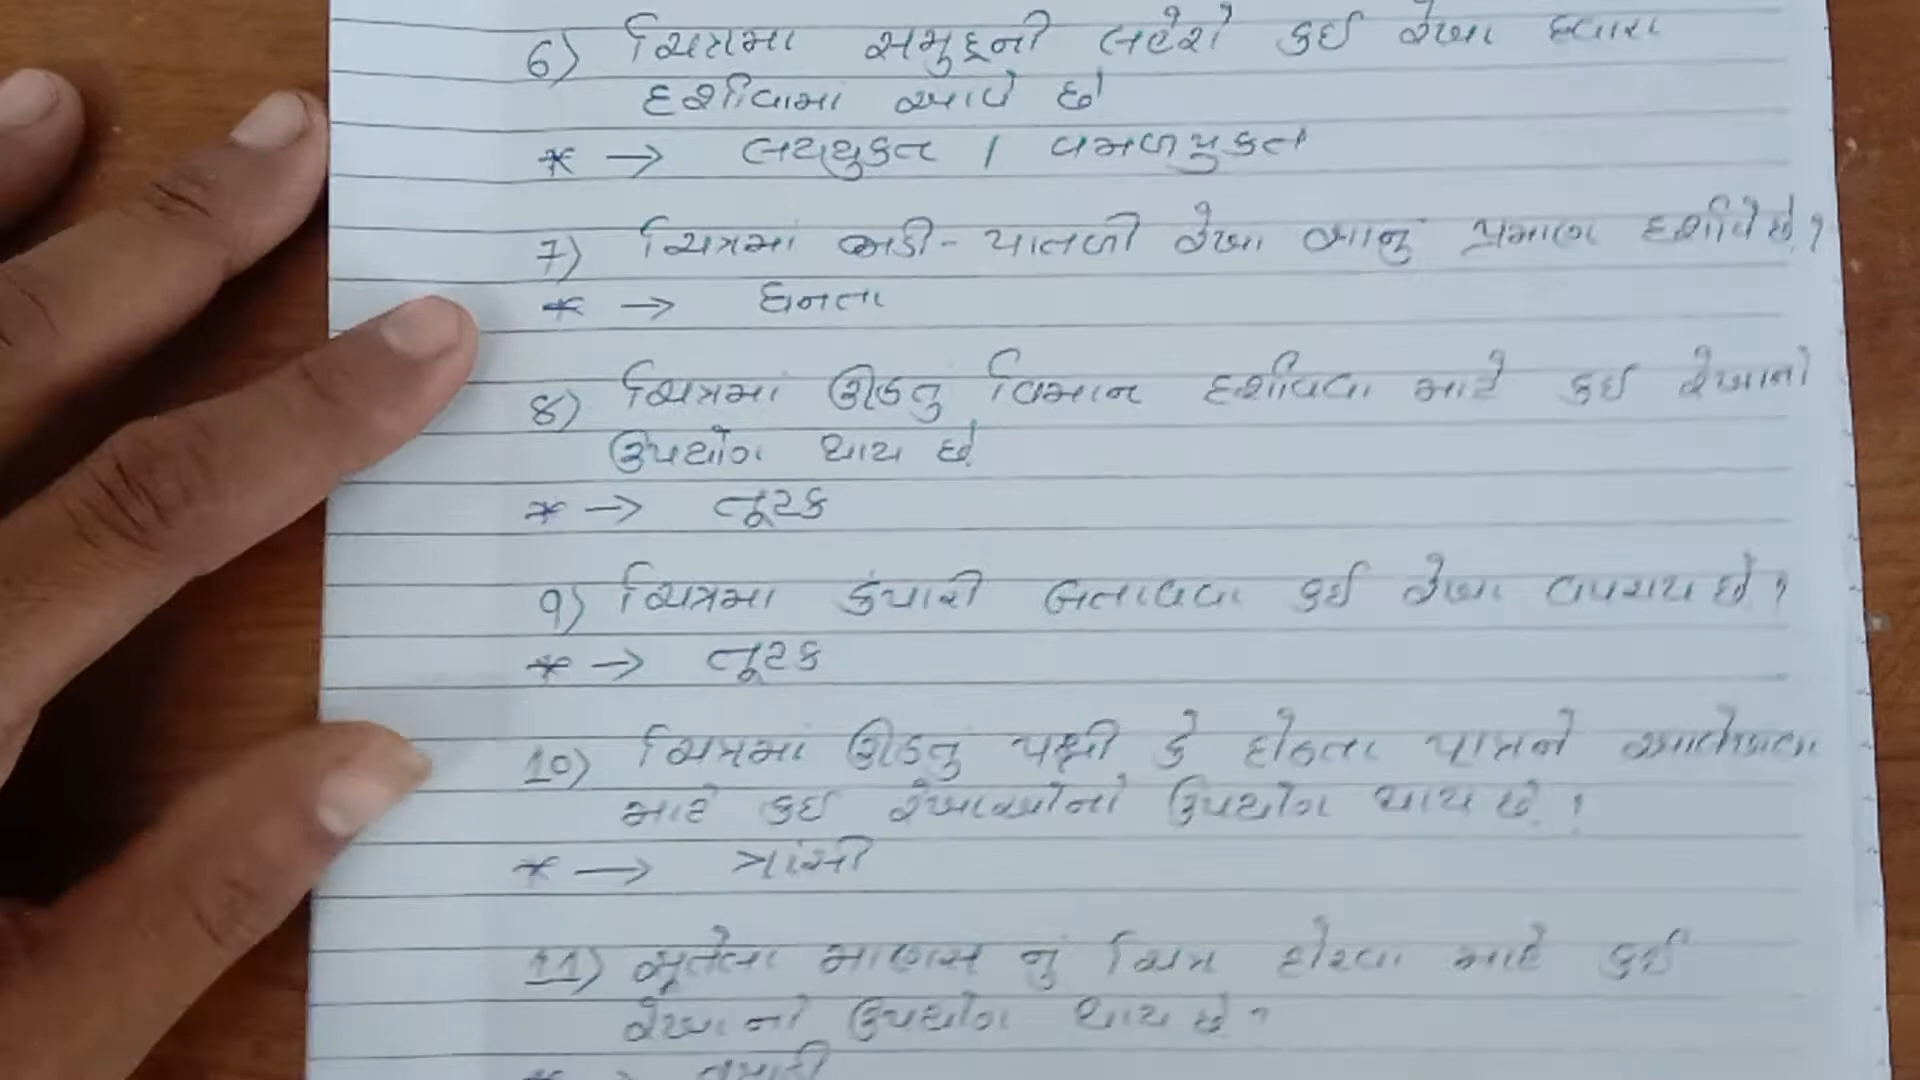 6) ચિત્રમા સમુદ્રની લહેરો કઈ રેખા દ્વારા
દર્શાવામાં આવે છે
* → લયયુક્ત / વમળયુક્ત
7) ચિત્રમાં જાડી - પાતળી રેખા શાનું પ્રમાણ દર્શાવે છે?
* → ઘનતા
8) ચિત્રમાં ઊડતુ વિમાન દર્શાવવા માટે કઈ રેખાનો
ઉપયોગ થાય છે
* → તૂટક
9) ચિત્રમા કંપારી બતાવવા કઈ રેખા વપરાય છે?
* → તૂટક
10) ચિત્રમાં ઊડતું પક્ષી કે દોડતા પાત્રને આલેખવા
માટે કઈ રેખાઓનો ઉપયોગ થાય છે?
* → ત્રાંસી
11) સૂતેલા માણસ નું ચિત્ર દોરવા માટે કઈ
રેખાનો ઉપયોગ થાય છે?